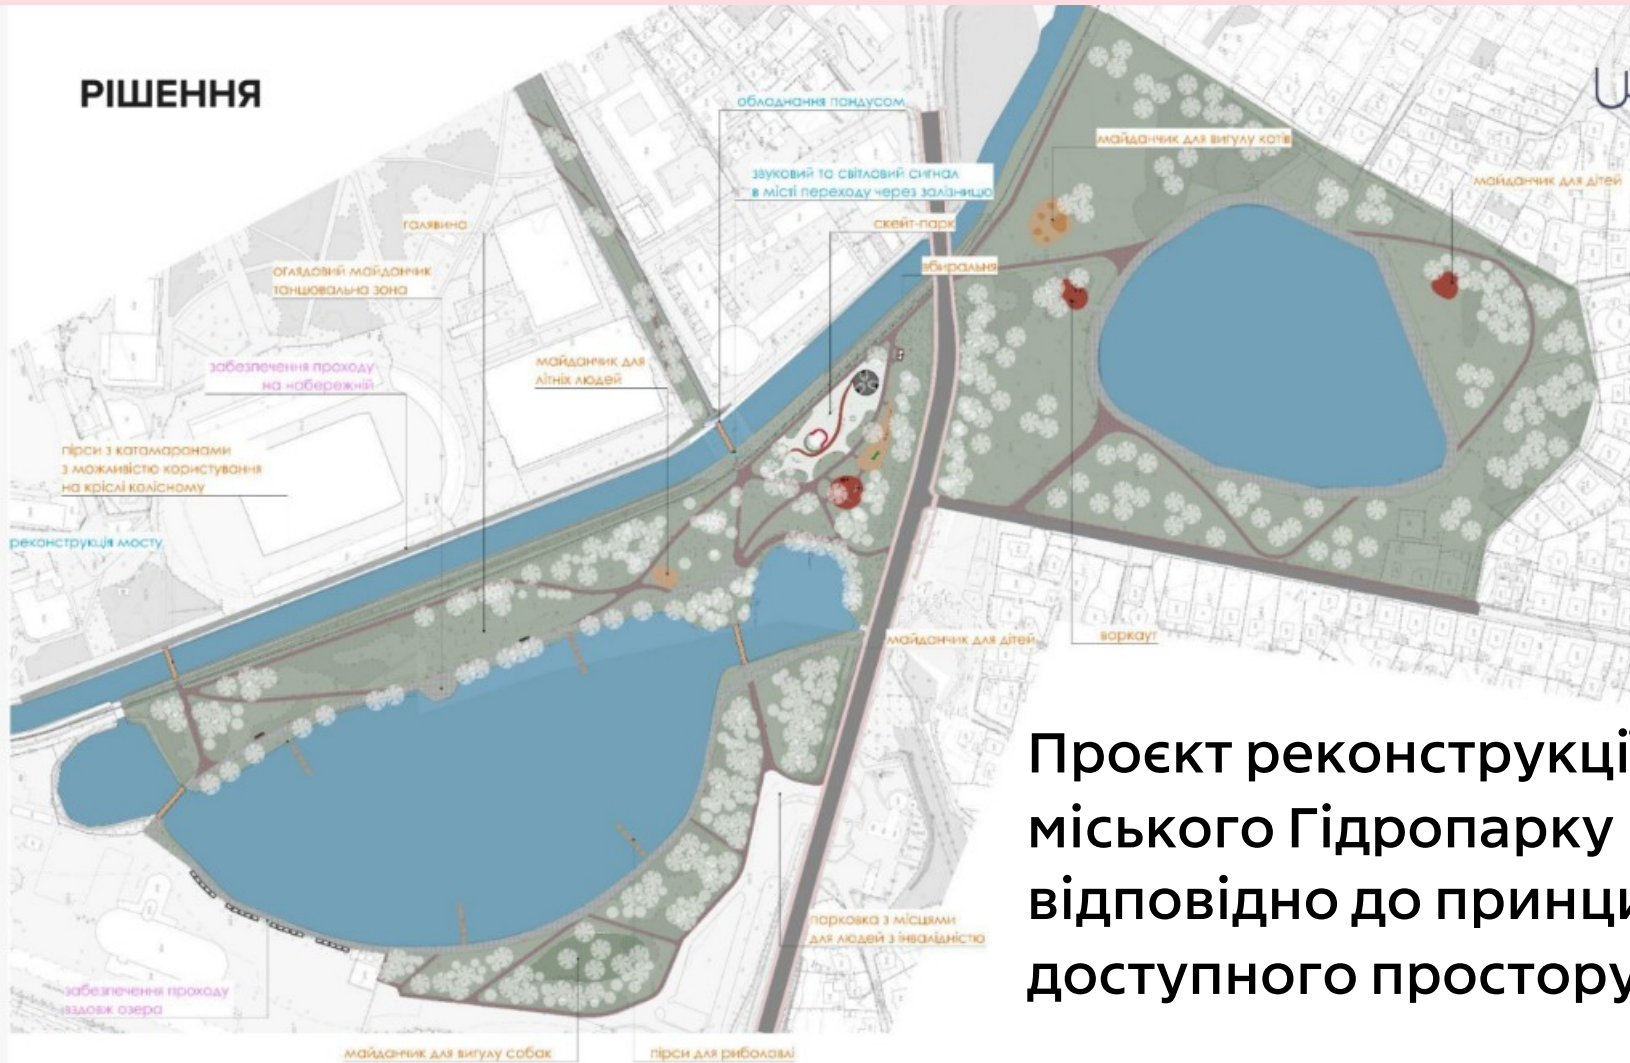 РІШЕННЯ
обладнання пандусом
майданчик для вигулу котів
звуковий та світловий сигнал
в місті переходу через залізницю
майданчик для дітей
галявина
скейт-парк
вбиральня
оглядовий майданчик
танцювальна зона
забезпечення проходу
на набережній
майданчик для
літніх людей
пірси з катамаранами
з можливістю користування
на кріслі колісному
реконструкція мосту
майданчик для дітей
воркаут
Проєкт реконструкції
міського Гідропарку
відповідно до
доступного простору
парковка з місцями
для людей з інвалідністю
забезпечення проходу
вздовж озера
майданчик для вигулу собак
пірси для риболовлі